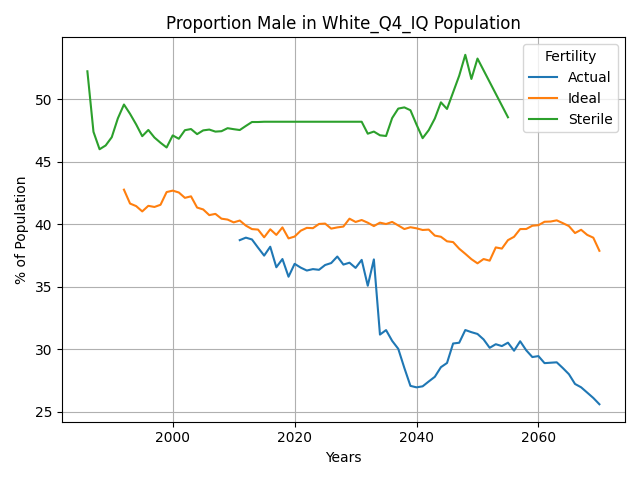 Proportion Male in White_Q4_IQ Population
% of Population
50
45
40
35
30
25
Fertility
Actual
Ideal
Sterile
2000
2020
2040
2060
Years